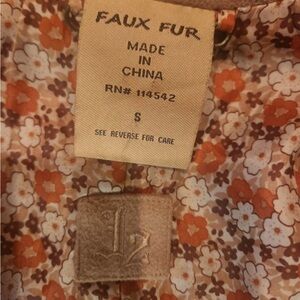 FAUX FUR
MADE
IN
CHINA
RN# 114542
S
SEE REVERSE FOR CARE